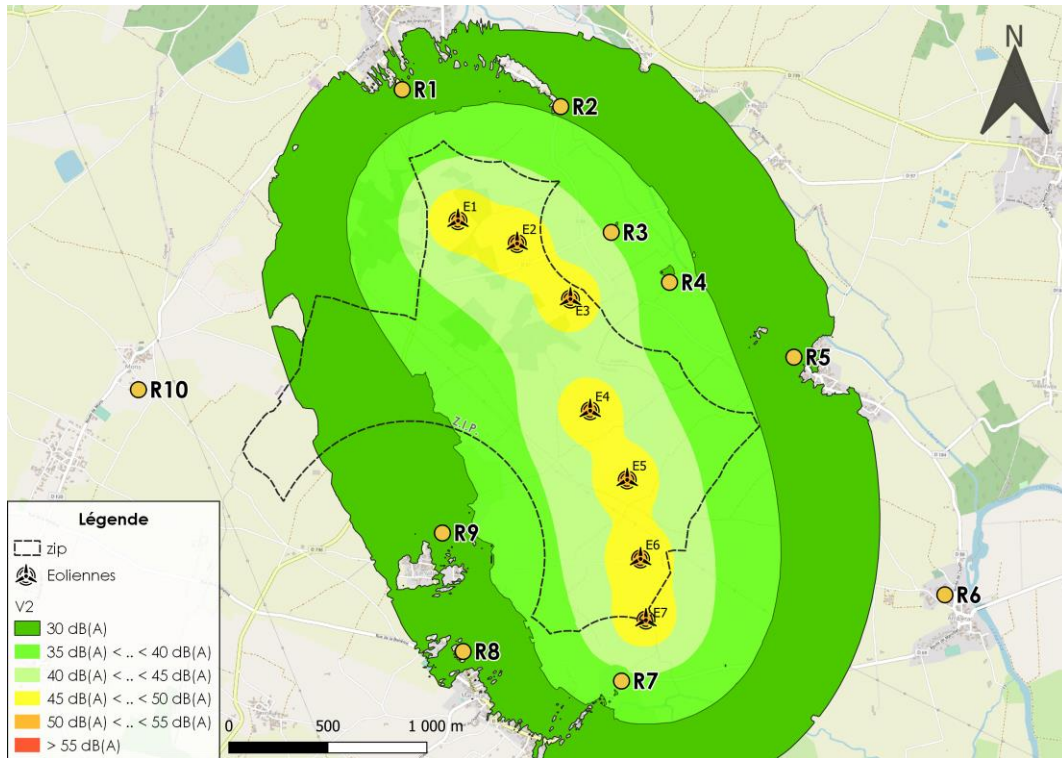 N
R1
R2
E1
E2
R3
R4
E3
R5
R10
E4
Z.I.P.
E5
R9
E6
R6
E7
R8
R7
Légende
zip
Eoliennes
V2
30 dB(A)
35 dB(A) < .. < 40 dB(A)
40 dB(A) < .. < 45 dB(A)
45 dB(A) < .. < 50 dB(A)
50 dB(A) < .. < 55 dB(A)
> 55 dB(A)
0 500 1 000 m